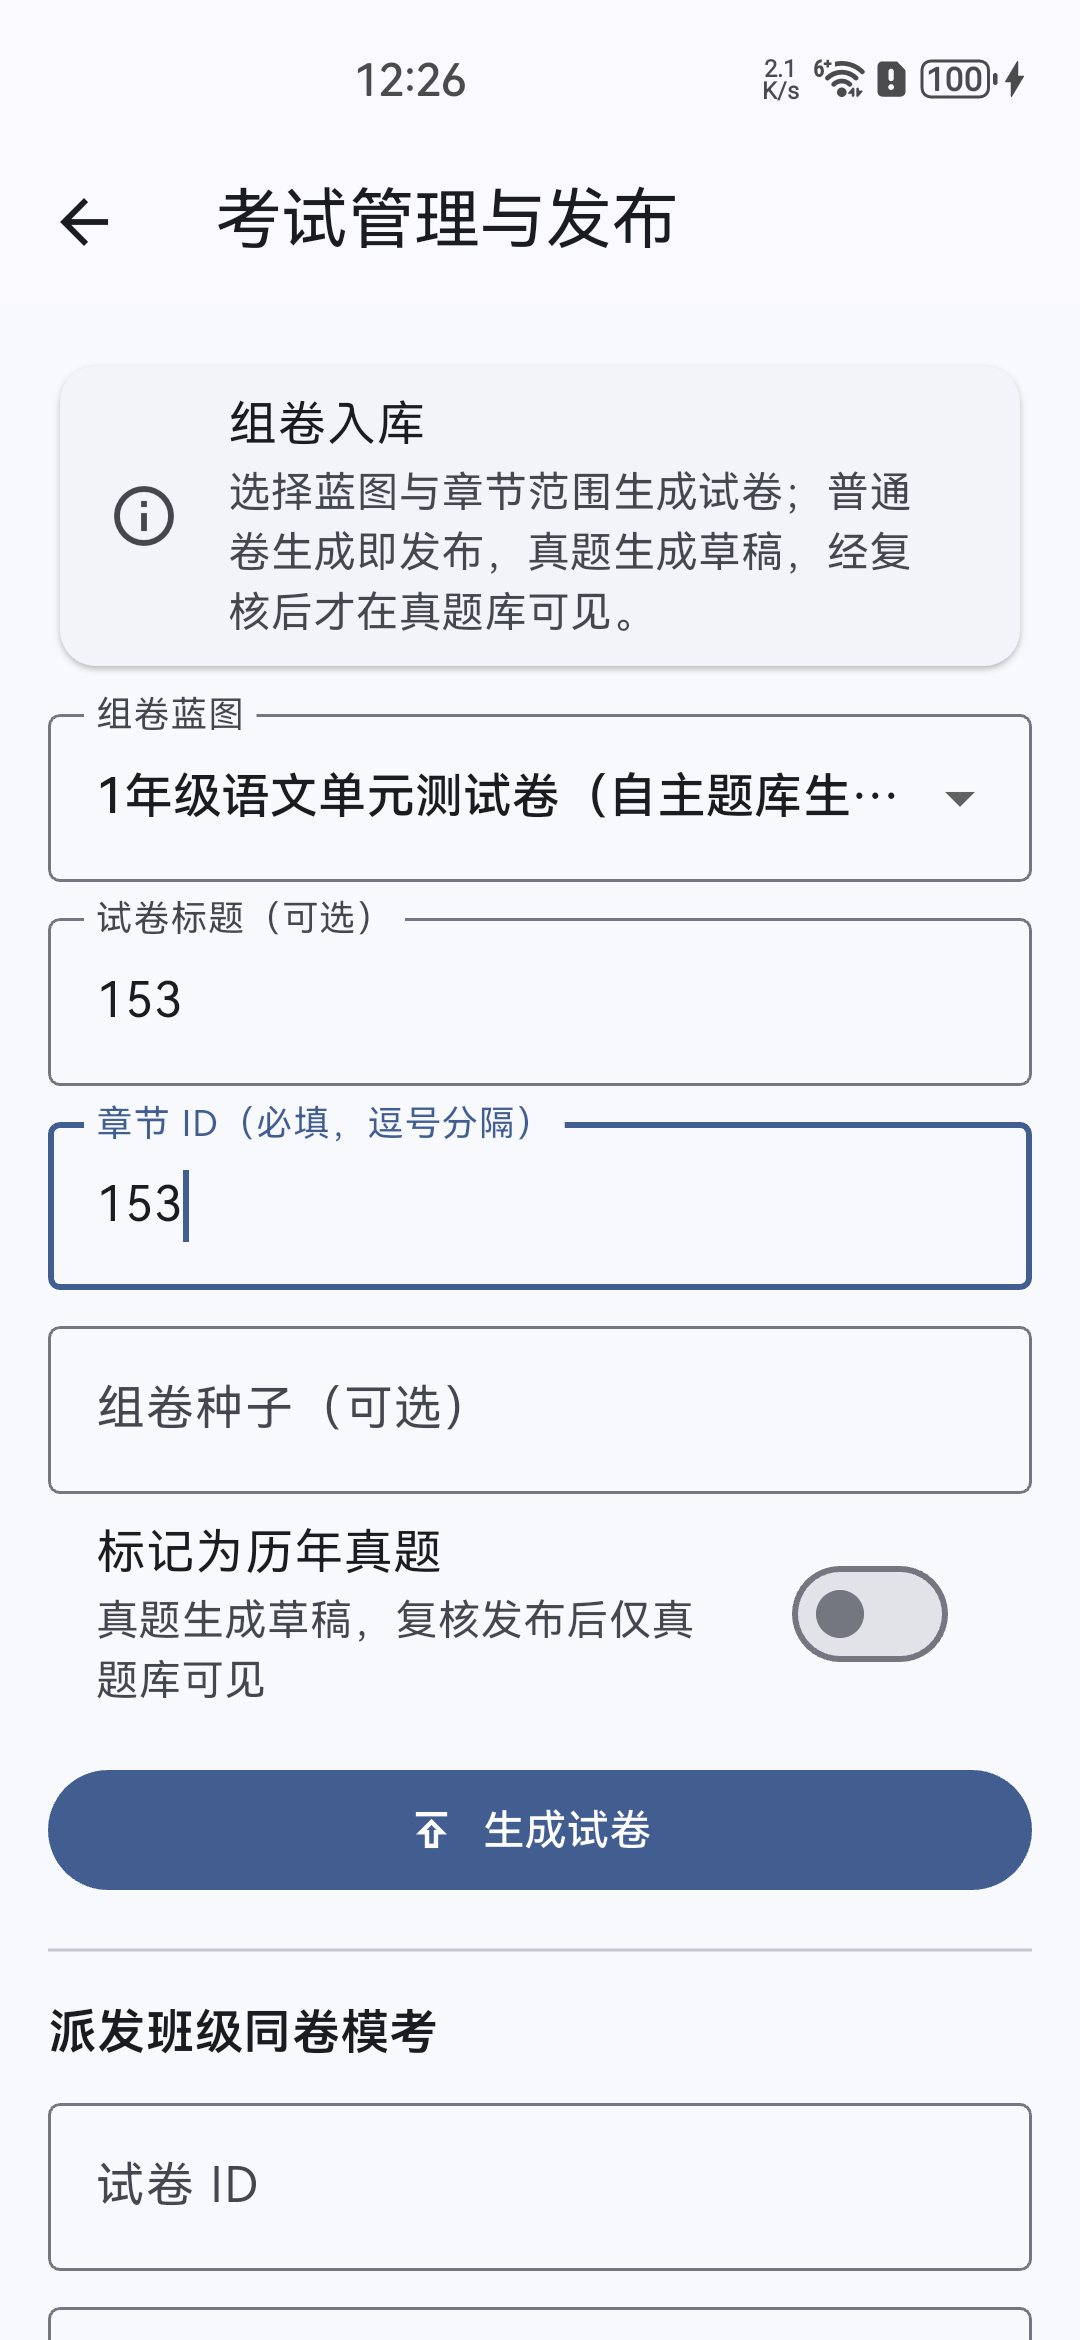 12:26
2.1 K/s
6+
100
考试管理与发布
组卷入库
选择蓝图与章节范围生成试卷；普通
卷生成即发布，真题生成草稿，经复
核后才在真题库可见。
组卷蓝图
1年级语文单元测试卷（自主题库生…
试卷标题（可选）
153
章节 ID（必填，逗号分隔）
153
组卷种子（可选）
标记为历年真题
真题生成草稿，复核发布后仅真
题库可见
生成试卷
派发班级同卷模考
试卷 ID